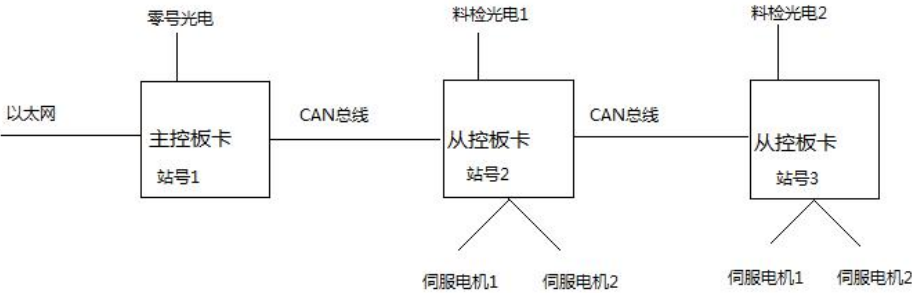 零号光电
料检光电1
料检光电2
以太网
主控板卡
站号1
CAN总线
从控板卡
站号2
CAN总线
从控板卡
站号3
伺服电机1
伺服电机2
伺服电机1
伺服电机2